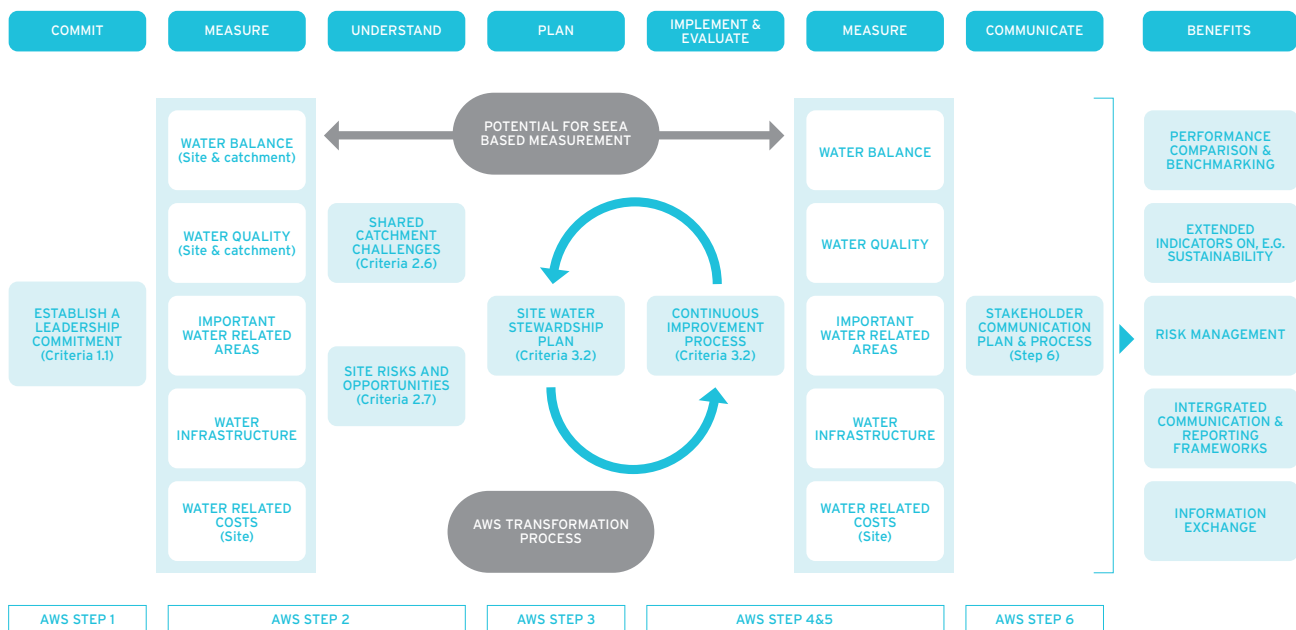 COMMIT
MEASURE
UNDERSTAND
PLAN
IMPLEMENT &
EVALUATE
MEASURE
COMMUNICATE
BENEFITS
POTENTIAL FOR SEEA
BASED MEASUREMENT
ESTABLISH A
LEADERSHIP
COMMITMENT
(Criteria 1.1)
WATER BALANCE
(Site & catchment)
WATER QUALITY
(Site & catchment)
IMPORTANT
WATER RELATED
AREAS
WATER
INFRASTRUCTURE
WATER RELATED
COSTS
(Site)
SHARED
CATCHMENT
CHALLENGES
(Criteria 2.6)
SITE RISKS AND
OPPORTUNITIES
(Criteria 2.7)
SITE WATER
STEWARDSHIP
PLAN
(Criteria 3.2)
CONTINUOUS
IMPROVEMENT
PROCESS
(Criteria 3.2)
AWS TRANSFORMATION
PROCESS
WATER BALANCE
WATER QUALITY
IMPORTANT
WATER RELATED
AREAS
WATER
INFRASTRUCTURE
WATER RELATED
COSTS
(Site)
STAKEHOLDER
COMMUNICATION
PLAN & PROCESS
(Step 6)
PERFORMANCE
COMPARISON &
BENCHMARKING
EXTENDED
INDICATORS ON, E.G.
SUSTAINABILITY
RISK MANAGEMENT
INTERGRATED
COMMUNICATION &
REPORTING
FRAMEWORKS
INFORMATION
EXCHANGE
AWS STEP 1
AWS STEP 2
AWS STEP 3
AWS STEP 4&5
AWS STEP 6